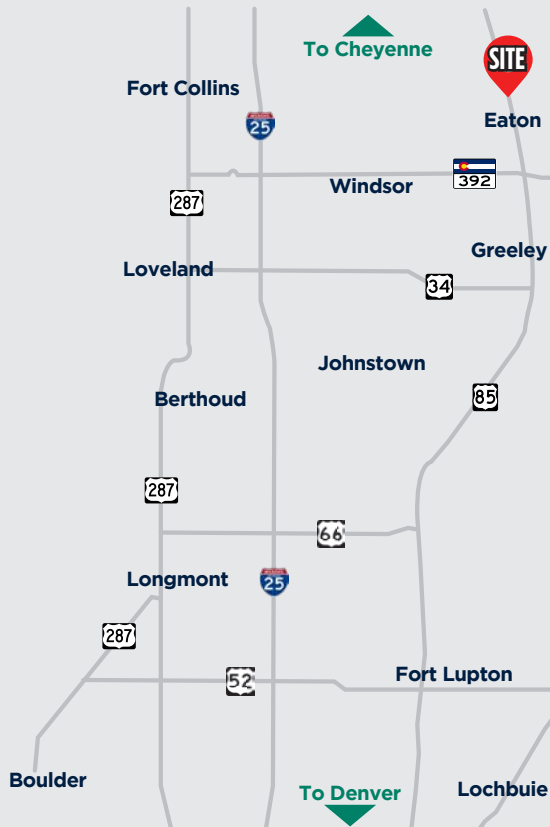 To Cheyenne
SITE
Fort Collins
Eaton
25
392
Windsor
287
Greeley
Loveland
34
Johnstown
85
Berthoud
287
66
Longmont
25
287
52
Fort Lupton
Boulder
To Denver
Lochbuie